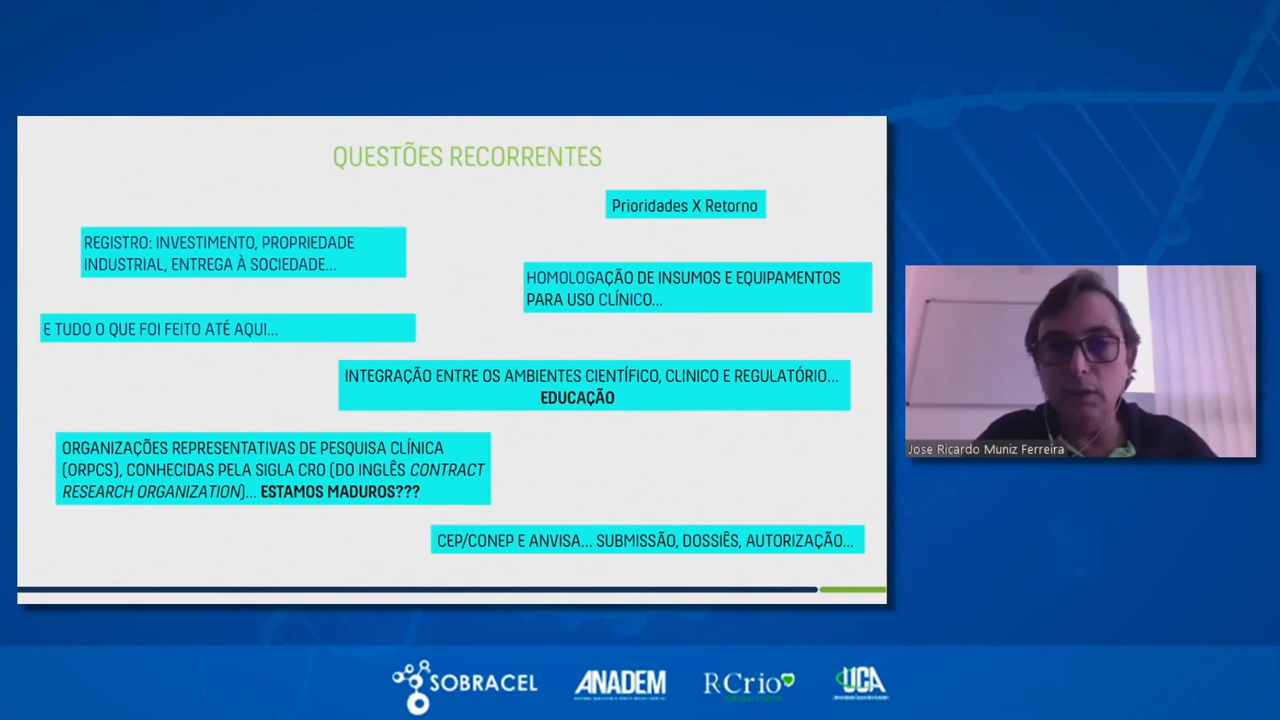 QUESTÕES RECORRENTES
Prioridades X Retorno
REGISTRO: INVESTIMENTO, PROPRIEDADE
INDUSTRIAL, ENTREGA À SOCIEDADE...
HOMOLOGAÇÃO DE INSUMOS E EQUIPAMENTOS
PARA USO CLÍNICO...
E TUDO O QUE FOI FEITO ATÉ AQUI...
INTEGRAÇÃO ENTRE OS AMBIENTES CIENTÍFICO, CLINICO E REGULATÓRIO...
EDUCAÇÃO
ORGANIZAÇÕES REPRESENTATIVAS DE PESQUISA CLÍNICA
(ORPCS), CONHECIDAS PELA SIGLA CRO (DO INGLÊS CONTRACT
RESEARCH ORGANIZATION)... ESTAMOS MADUROS???
CEP/CONEP E ANVISA... SUBMISSÃO, DOSSIÊS, AUTORIZAÇÃO...
Jose Ricardo Muniz Ferreira
SOBRACEL
ANADEM
RCrio
UCA